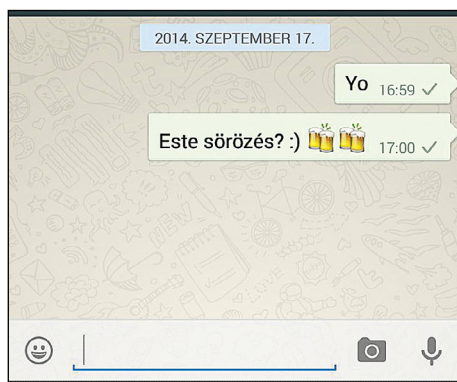 2014. SZEPTEMBER 17.
Yo 16:59
Este sörözés? :) 🍻 🍻 17:00